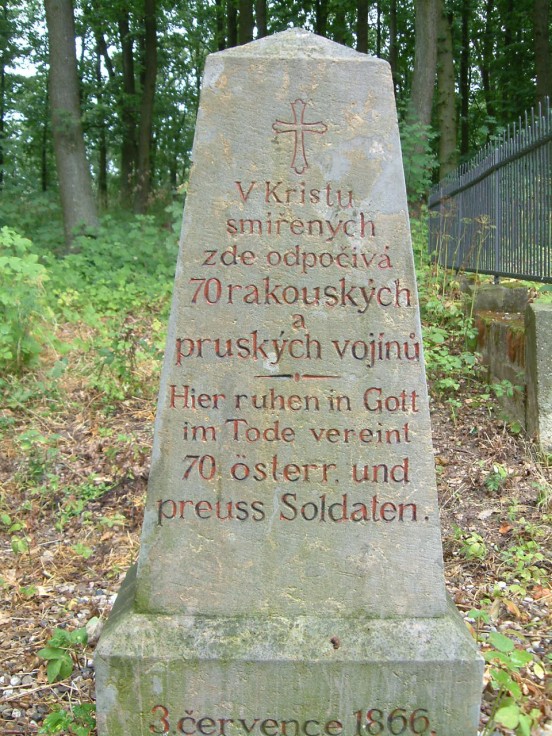 V Kristu
smířených
zde odpočívá
70 rakouských
a
pruských vojínů
Hier ruhen in Gott
im Tode vereint
70 österr. und
preuss Soldaten.
3. července 1866.